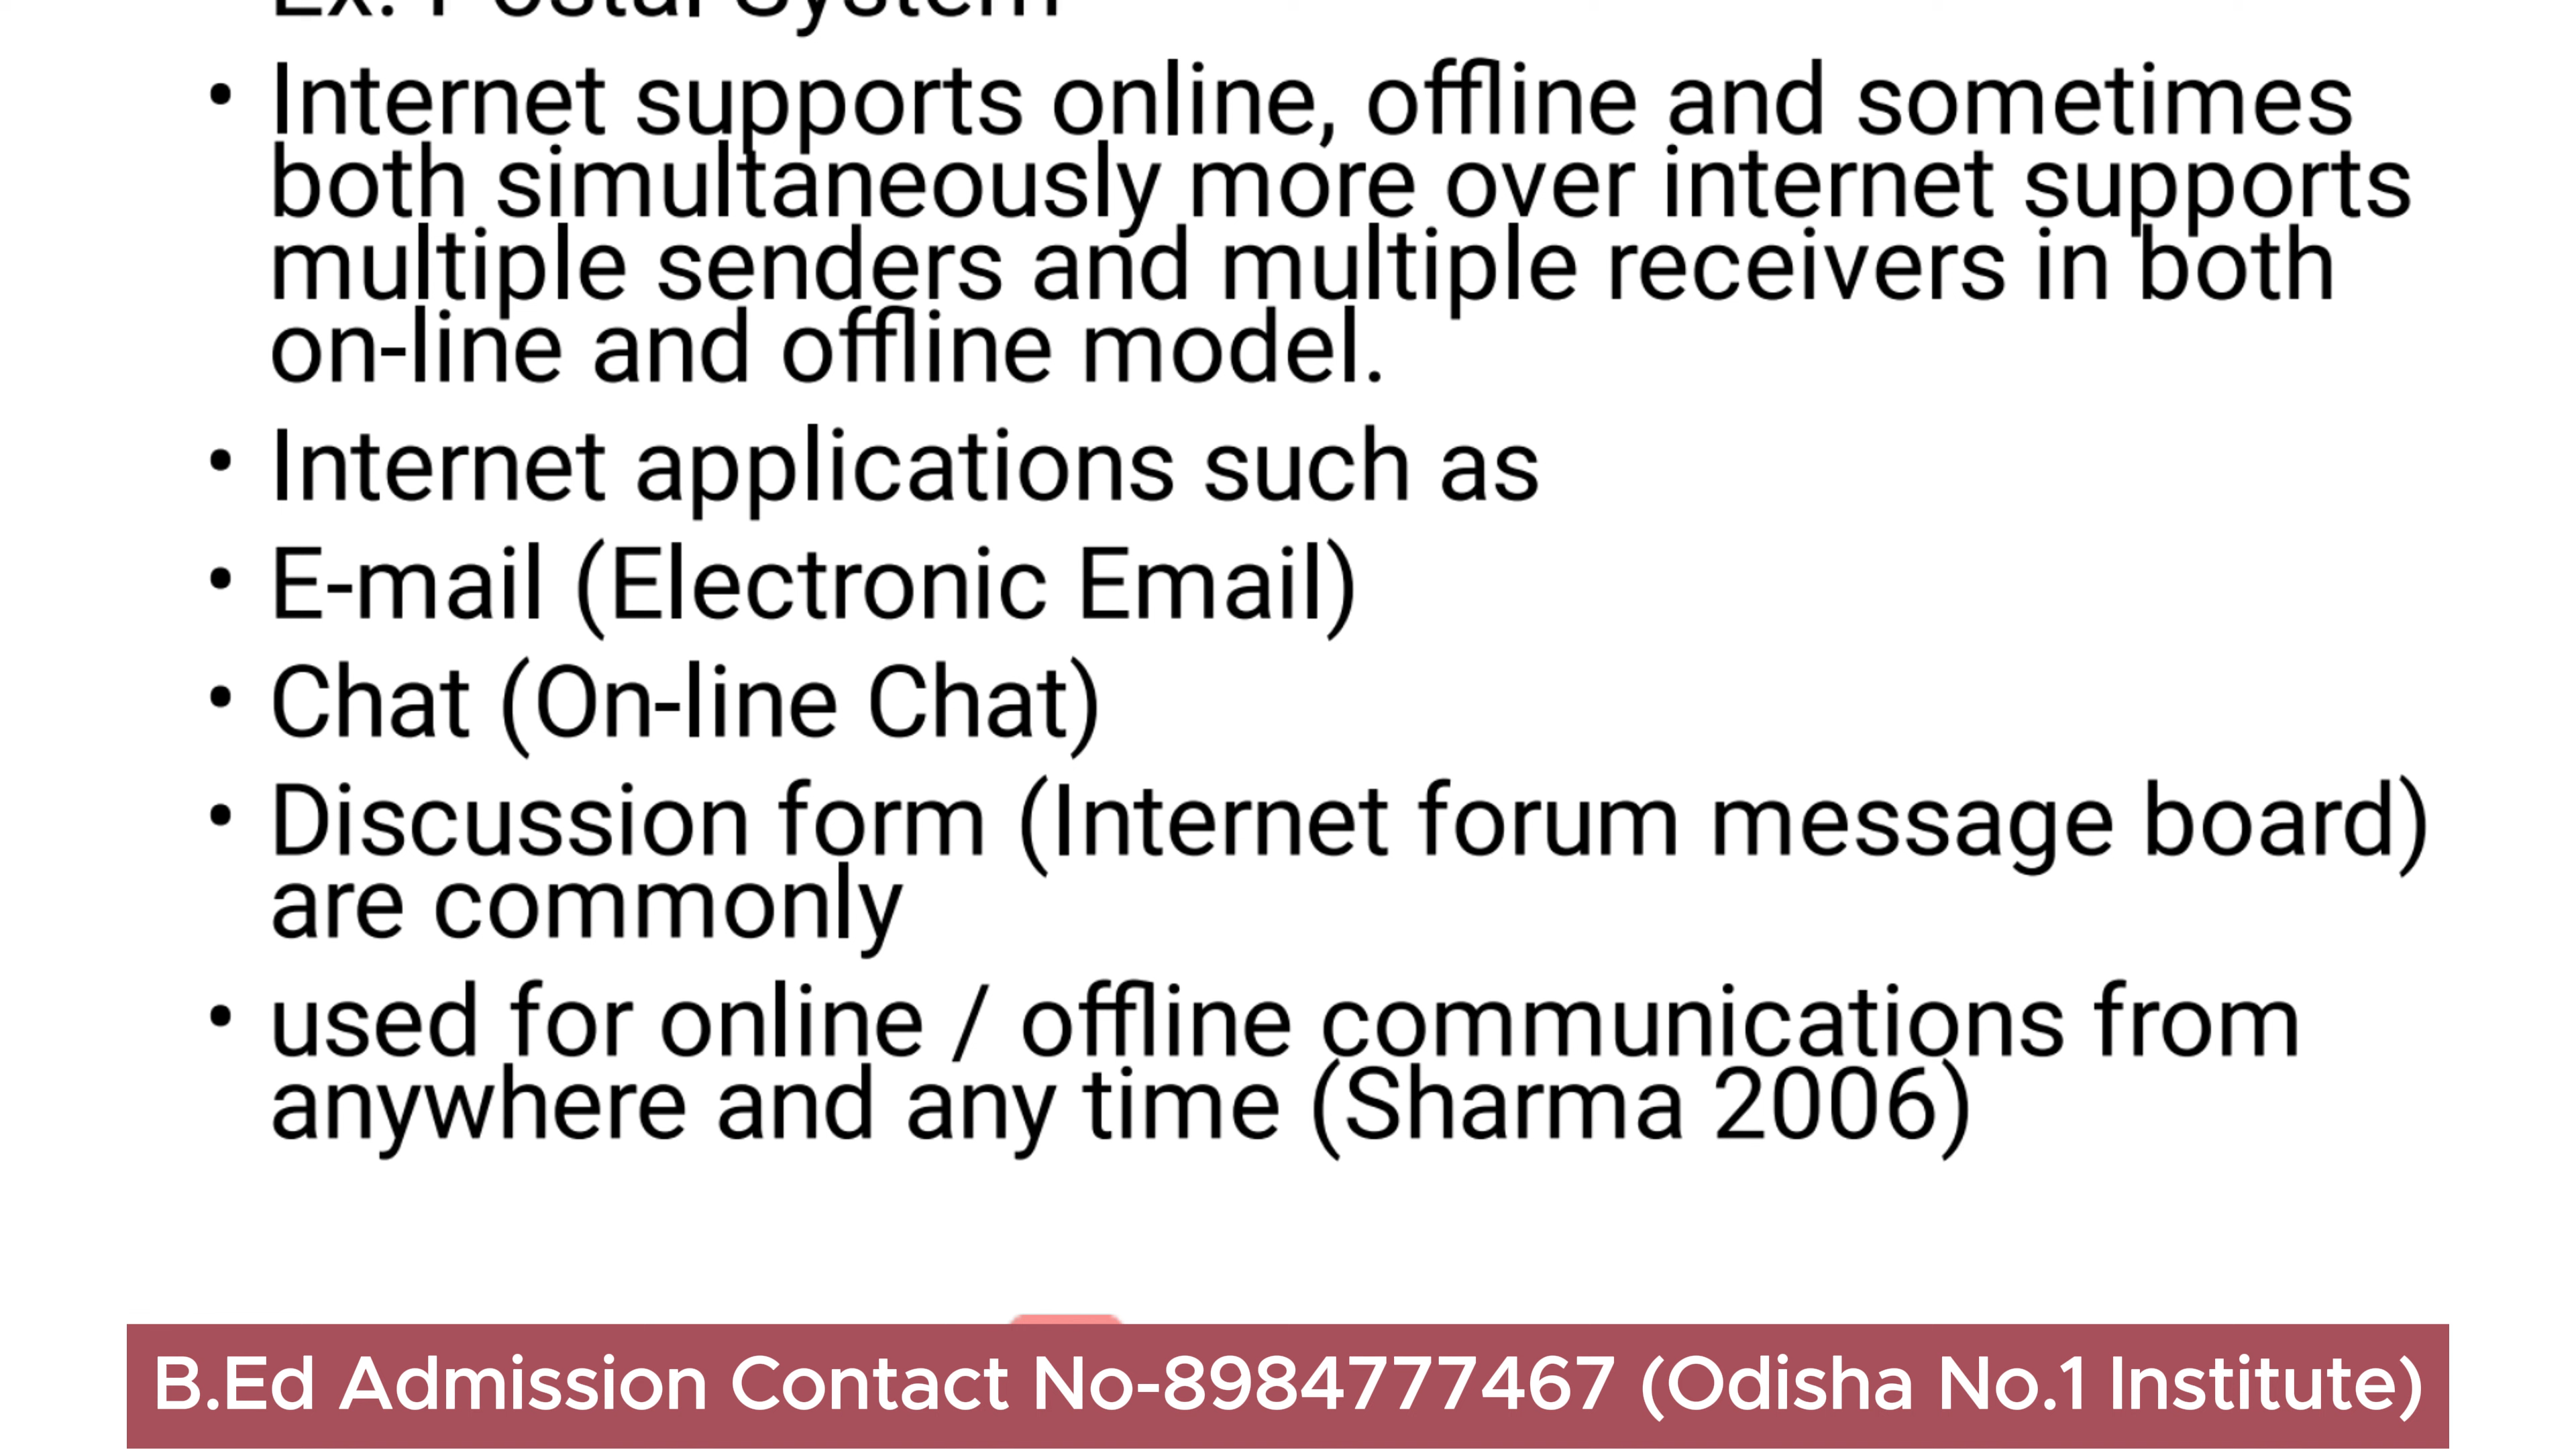 Ex. Postal System
• Internet supports online, offline and sometimes
both simultaneously more over internet supports
multiple senders and multiple receivers in both
on-line and offline model.
• Internet applications such as
• E-mail (Electronic Email)
• Chat (On-line Chat)
• Discussion form (Internet forum message board)
are commonly
• used for online / offline communications from
anywhere and any time (Sharma 2006)
B.Ed Admission Contact No-8984777467 (Odisha No.1 Institute)